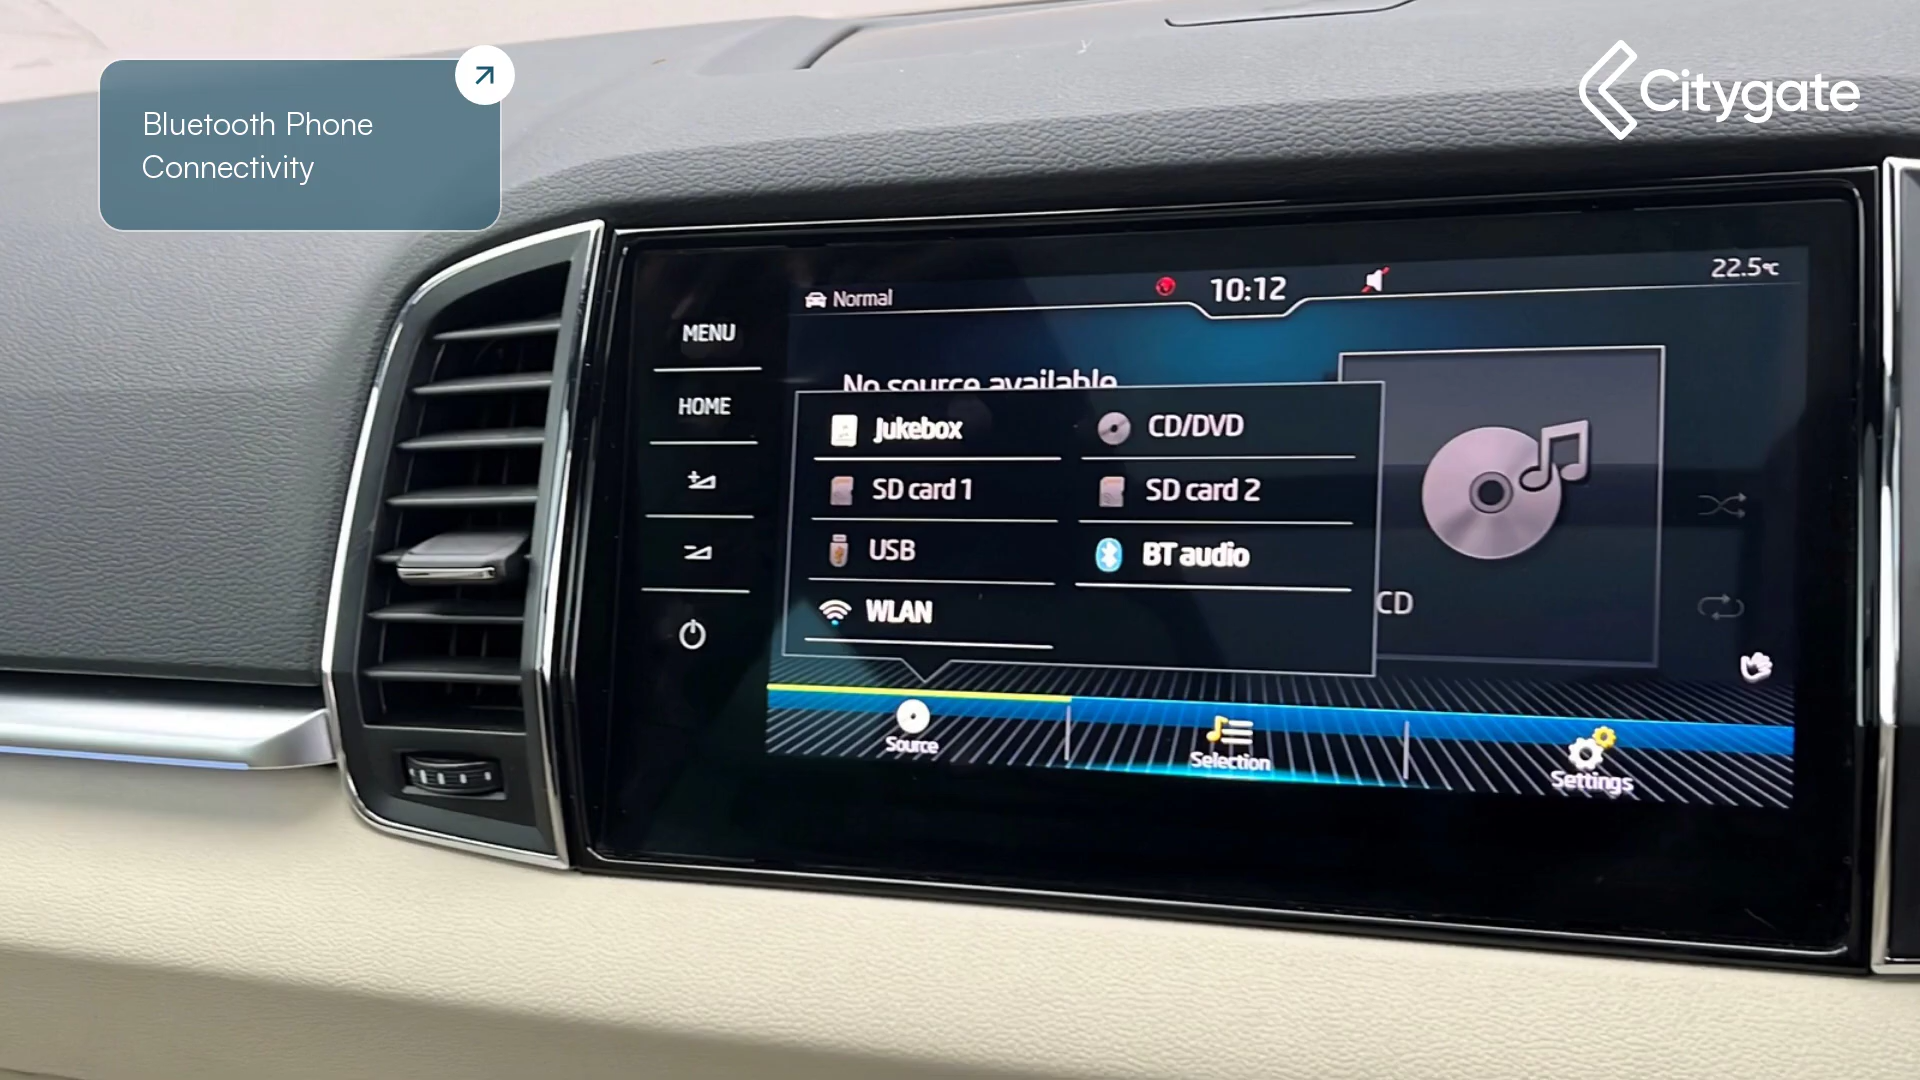 Bluetooth Phone
Connectivity
Citygate
Normal
10:12
22.5°C
MENU
HOME
No source available
Jukebox
CD/DVD
SD card 1
SD card 2
USB
BT audio
WLAN
CD
Source
Selection
Settings